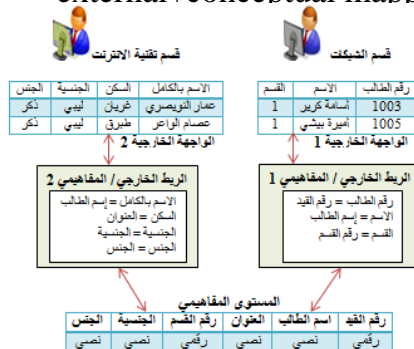 external /conceptual mass
قسم الشبكات
قسم تقنية الانترنت
رقم الطالب الاسم القسم
1003 أسامة كرير 1
1005 أميرة بيشي 1
الاسم بالكامل السكن الجنسية الجنس
عمار النويصري غريان ليبي ذكر
عصام الواعر طبرق ليبي ذكر
الواجهة الخارجية 1
الواجهة الخارجية 2
الربط الخارجي / المفاهيمي 1
رقم الطالب = رقم القيد
الاسم = إسم الطالب
القسم = رقم القسم
الربط الخارجي / المفاهيمي 2
الاسم بالكامل = إسم الطالب
السكن = العنوان
الجنسية = الجنسية
الجنس = الجنس
المستوى المفاهيمي
رقم القيد اسم الطالب العنوان رقم القسم الجنسية الجنس
رقمي نصي نصي رقمي نصي نصي